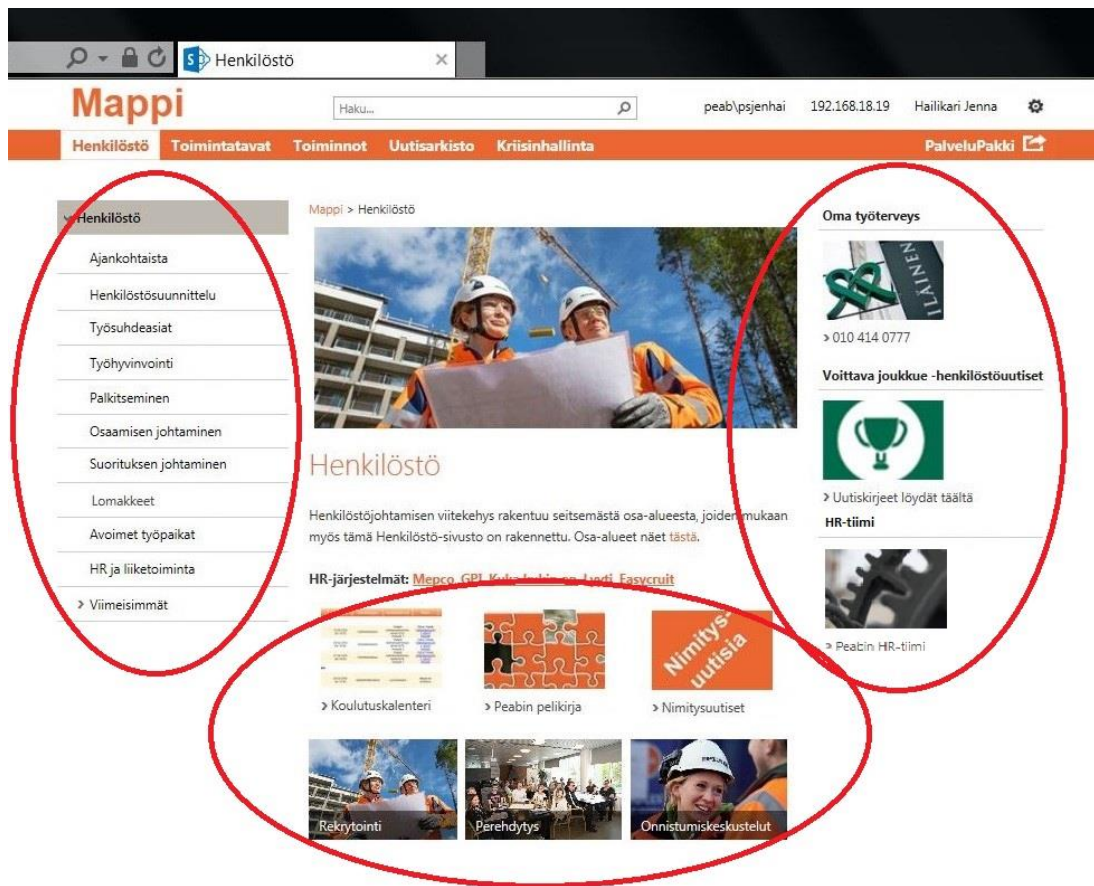 Henkilöstö
Mappi
Haku...
peab\psjenhai 192.168.18.19 Hailikari Jenna
Henkilöstö Toimintatavat Toiminnot Uutisarkisto Kriisinhallinta PalveluPakki
Henkilöstö
Ajankohtaista
Henkilöstösuunnittelu
Työsuhdeasiat
Työhyvinvointi
Palkitseminen
Osaamisen johtaminen
Suorituksen johtaminen
Lomakkeet
Avoimet työpaikat
HR ja liiketoiminta
> Viimeisimmät
Mappi > Henkilöstö
Henkilöstö
Henkilöstöjohtamisen viitekehys rakentuu seitsemästä osa-alueesta, joiden mukaan
myös tämä Henkilöstö-sivusto on rakennettu. Osa-alueet näet tästä.
HR-järjestelmät: Mepco, GPI, Lyyti, Easycruit
Nimitys-
uutisia
> Koulutuskalenteri > Peabin pelikirja > Nimitysuutiset
Rekrytointi Perehdytys Onnistumiskeskustelut
Oma työterveys
ILÄINEN
> 010 414 0777
Voittava joukkue -henkilöstöuutiset
> Uutiskirjeet löydät täältä
HR-tiimi
> Peabin HR-tiimi